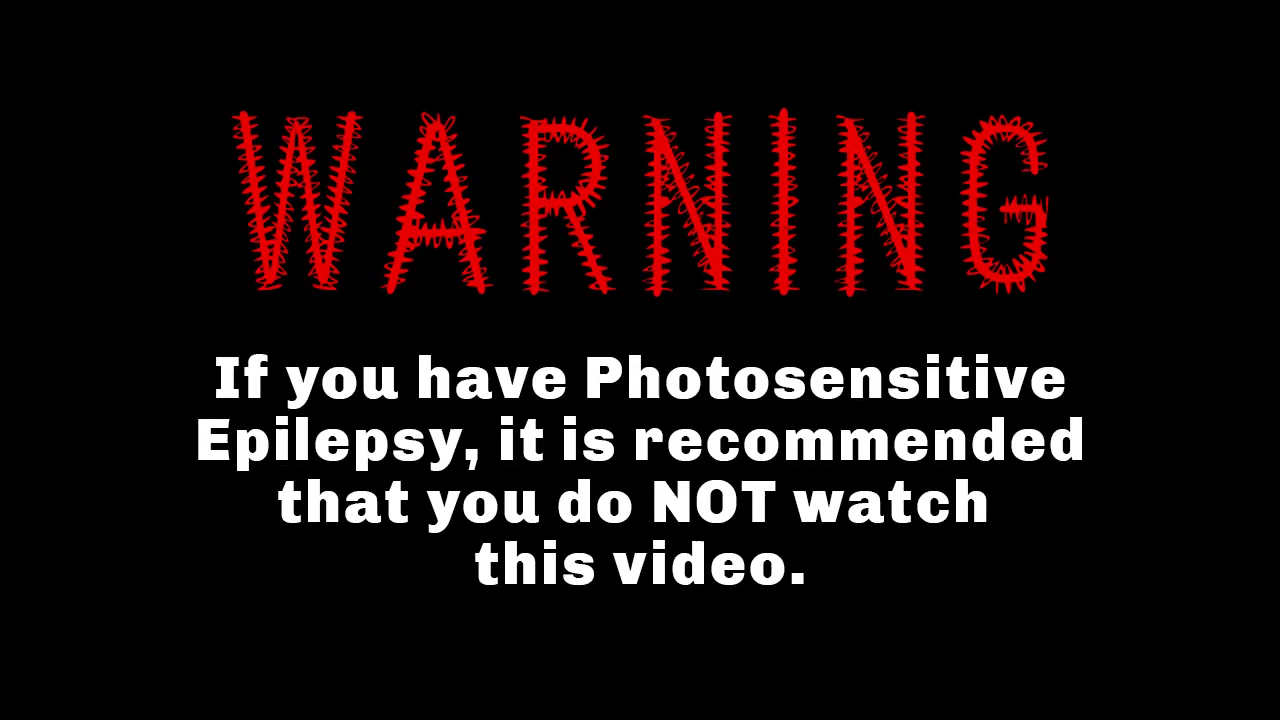 WARNING
If you have Photosensitive
Epilepsy, it is recommended
that you do NOT watch
this video.